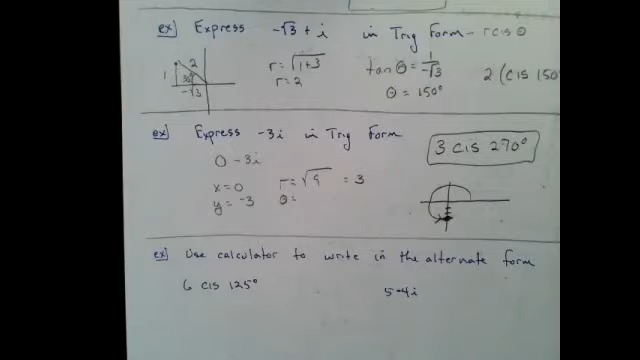 ex) Express -√3 + i in Trig Form - r cis θ
2
1
30°
-√3
r = √1+3
r = 2
tan θ = 1/-√3
θ = 150°
2 (cis 150
ex) Express -3i in Trig Form
3 cis 270°
0 - 3i
x = 0
y = -3
r = √9 = 3
θ =
ex) Use calculator to write in the alternate form
6 cis 125°
5-4i